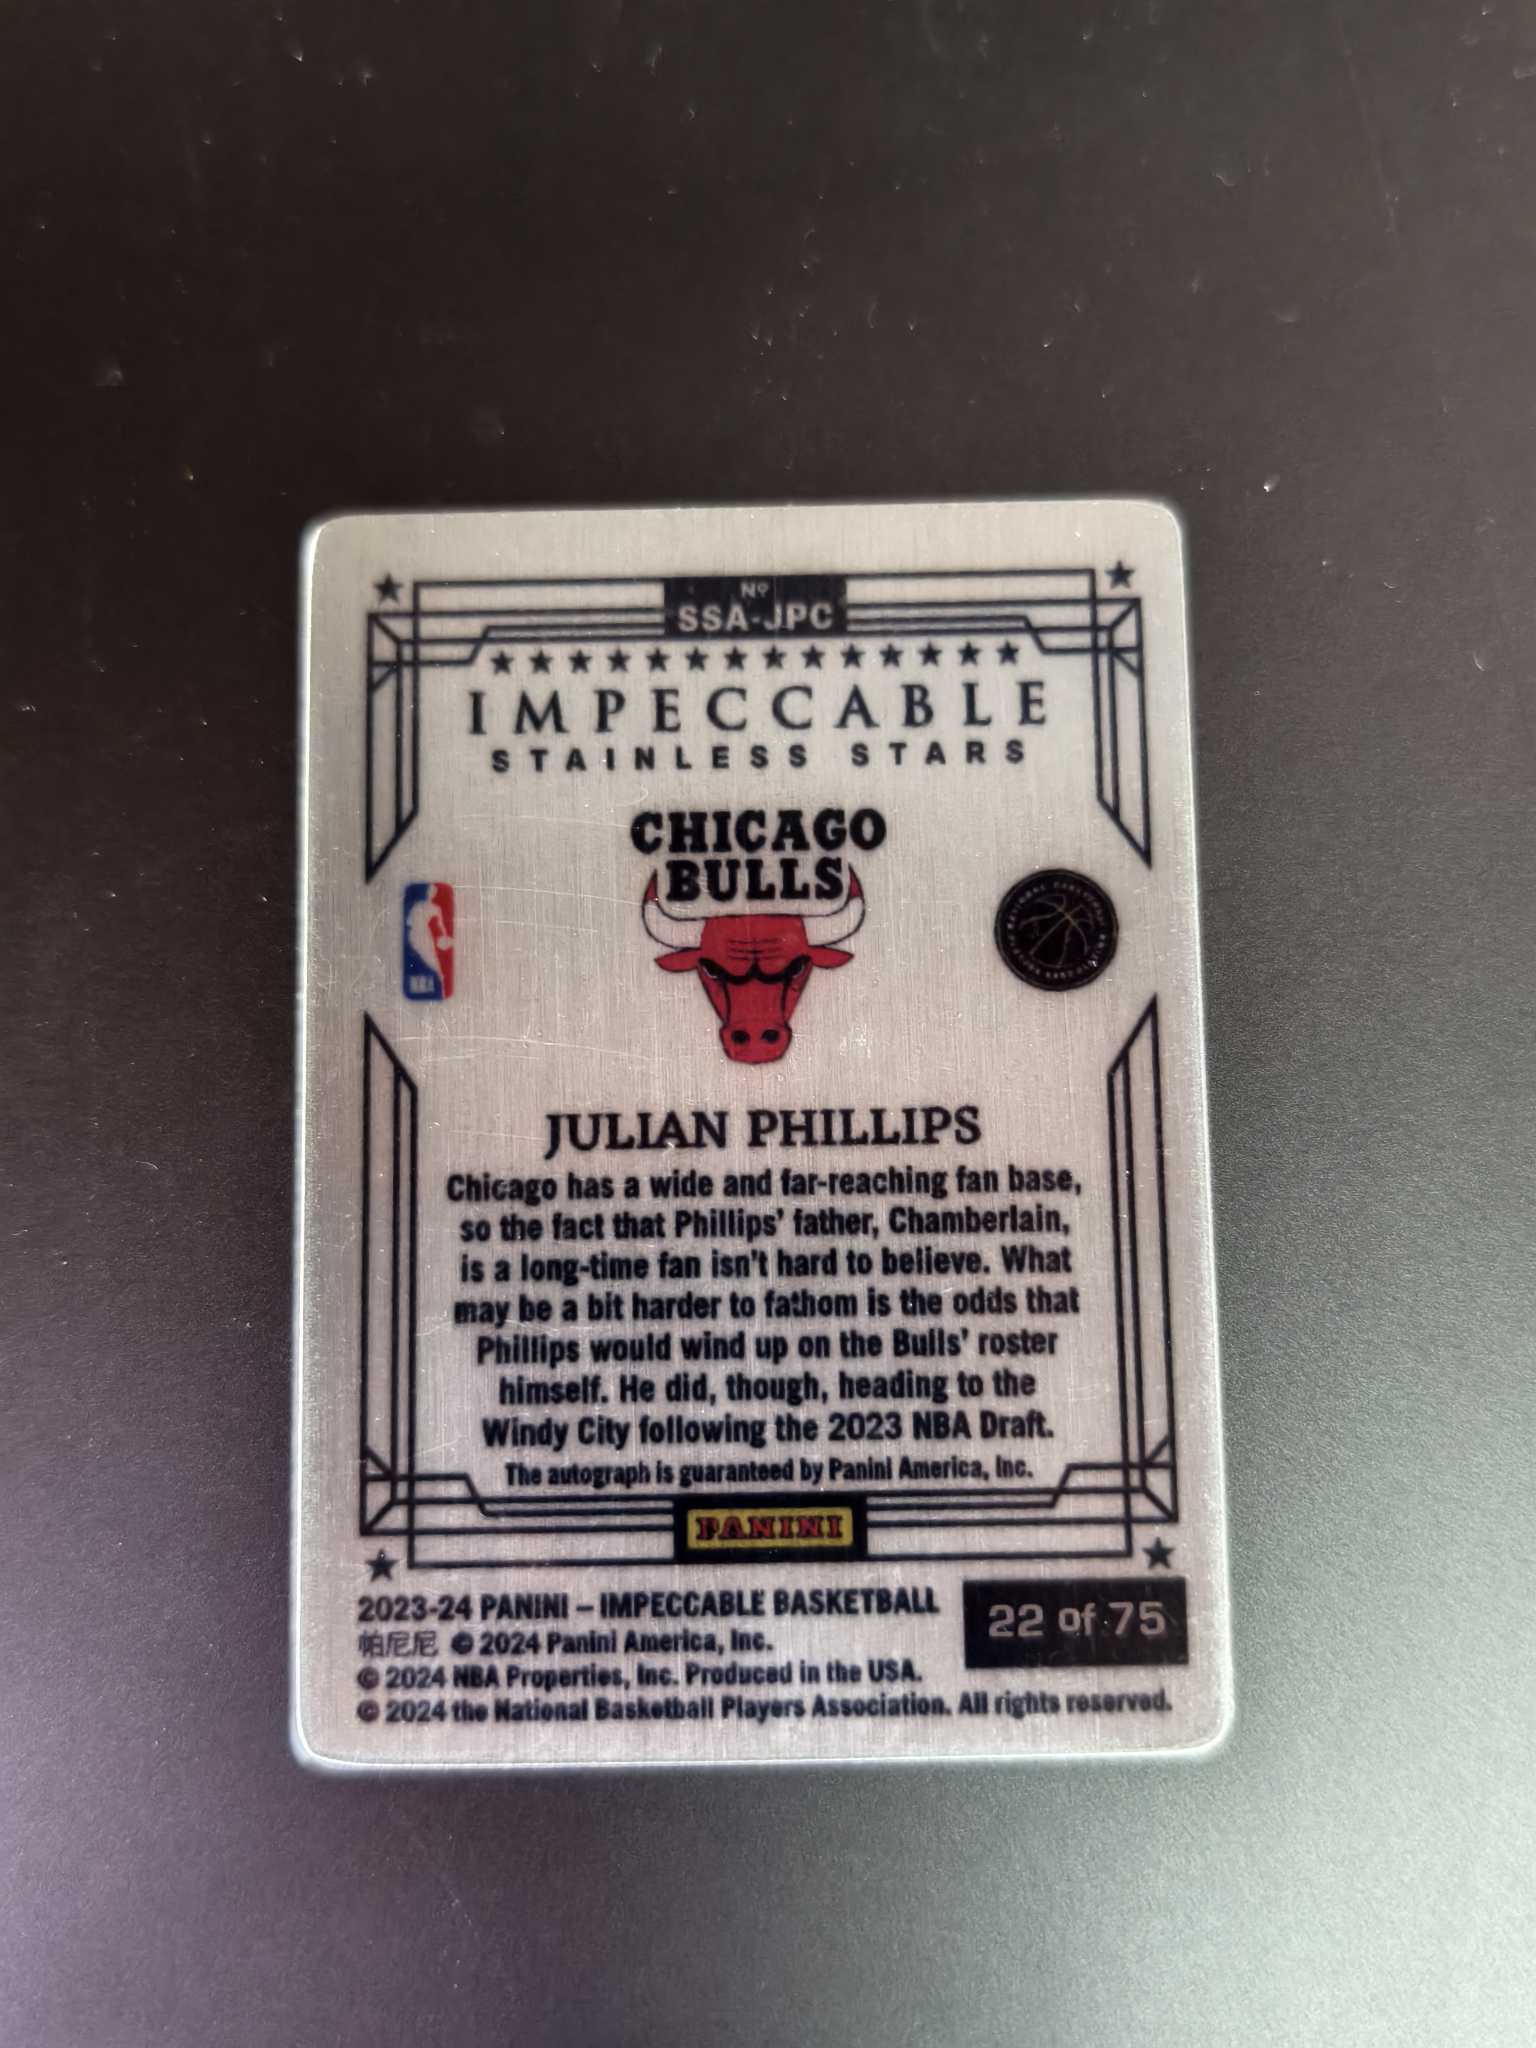 Nº
SSA-JPC
IMPECCABLE
STAINLESS STARS
CHICAGO
BULLS
NBA
JULIAN PHILLIPS
Chicago has a wide and far-reaching fan base,
so the fact that Phillips' father, Chamberlain,
is a long-time fan isn't hard to believe. What
may be a bit harder to fathom is the odds that
Phillips would wind up on the Bulls' roster
himself. He did, though, heading to the
Windy City following the 2023 NBA Draft.
The autograph is guaranteed by Panini America, Inc.
PANINI
2023-24 PANINI – IMPECCABLE BASKETBALL
帕尼尼 © 2024 Panini America, Inc.
22 of 75
© 2024 NBA Properties, Inc. Produced in the USA.
© 2024 the National Basketball Players Association. All rights reserved.